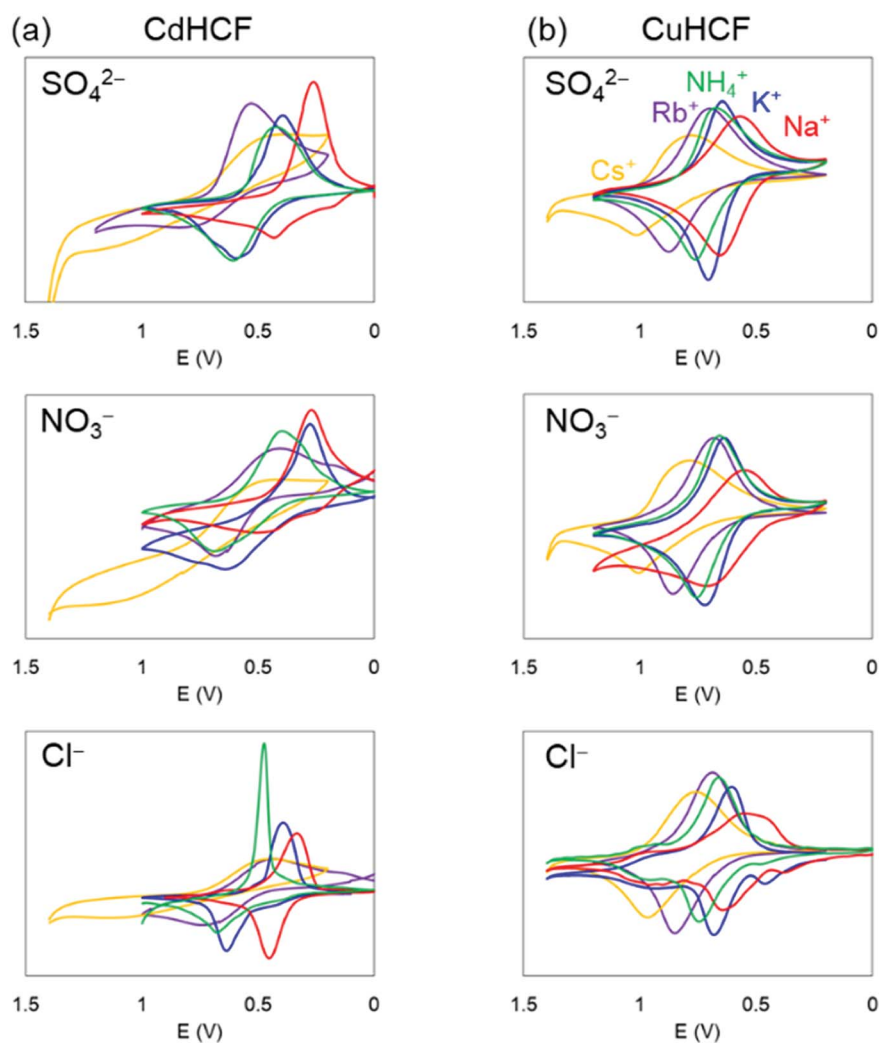 (a) CdHCF
SO₄²⁻
1.5 1 0.5 0
E (V)
NO₃⁻
1.5 1 0.5 0
E (V)
Cl⁻
1.5 1 0.5 0
E (V)
(b) CuHCF
SO₄²⁻
NH₄⁺
Rb⁺ K⁺
Na⁺
Cs⁺
1.5 1 0.5 0
E (V)
NO₃⁻
1.5 1 0.5 0
E (V)
Cl⁻
1.5 1 0.5 0
E (V)